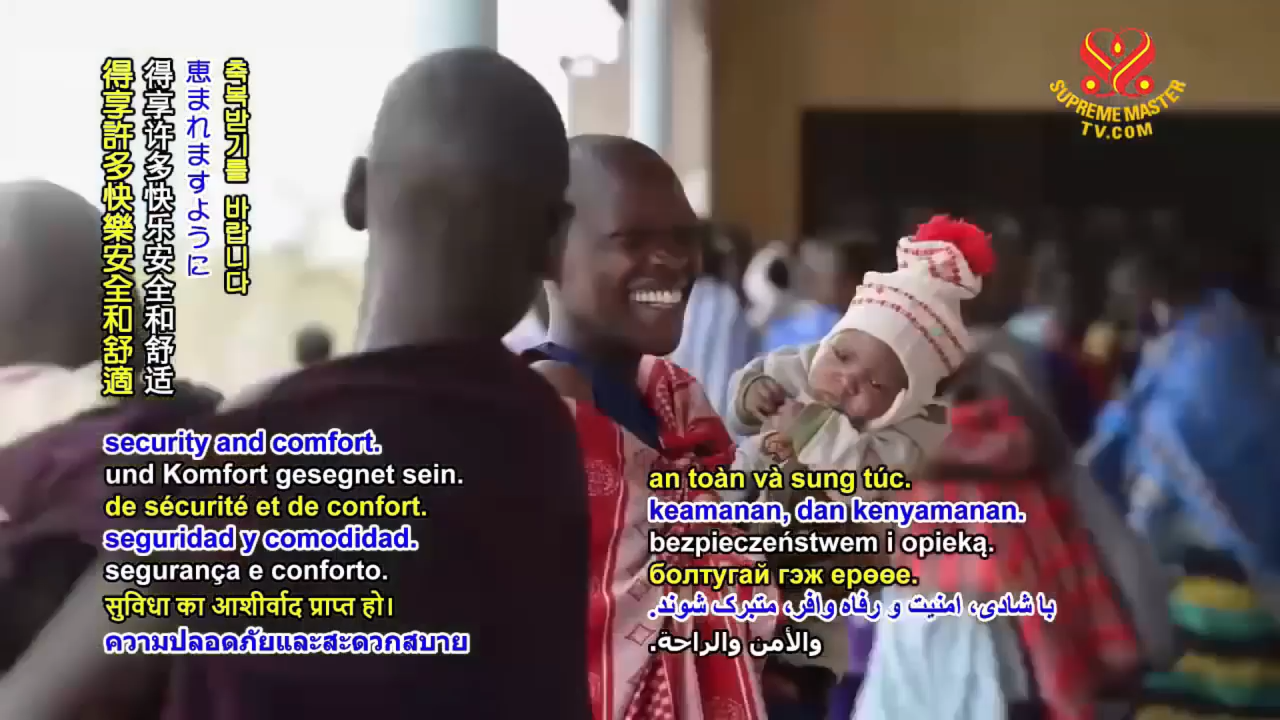 축복받기를 바랍니다
恵まれますように
得享许多快乐安全和舒适
得享許多快樂安全和舒適
SUPREME MASTER
TV.COM
security and comfort.
und Komfort gesegnet sein.
de sécurité et de confort.
seguridad y comodidad.
segurança e conforto.
सुविधा का आशीर्वाद प्राप्त हो।
ความปลอดภัยและสะดวกสบาย
an toàn và sung túc.
keamanan, dan kenyamanan.
bezpieczeństwem i opieką.
болтугай гэж ерөөе.
با شادی، امنیت و رفاه وافر، متبرک شوند.
والأمن والراحة.